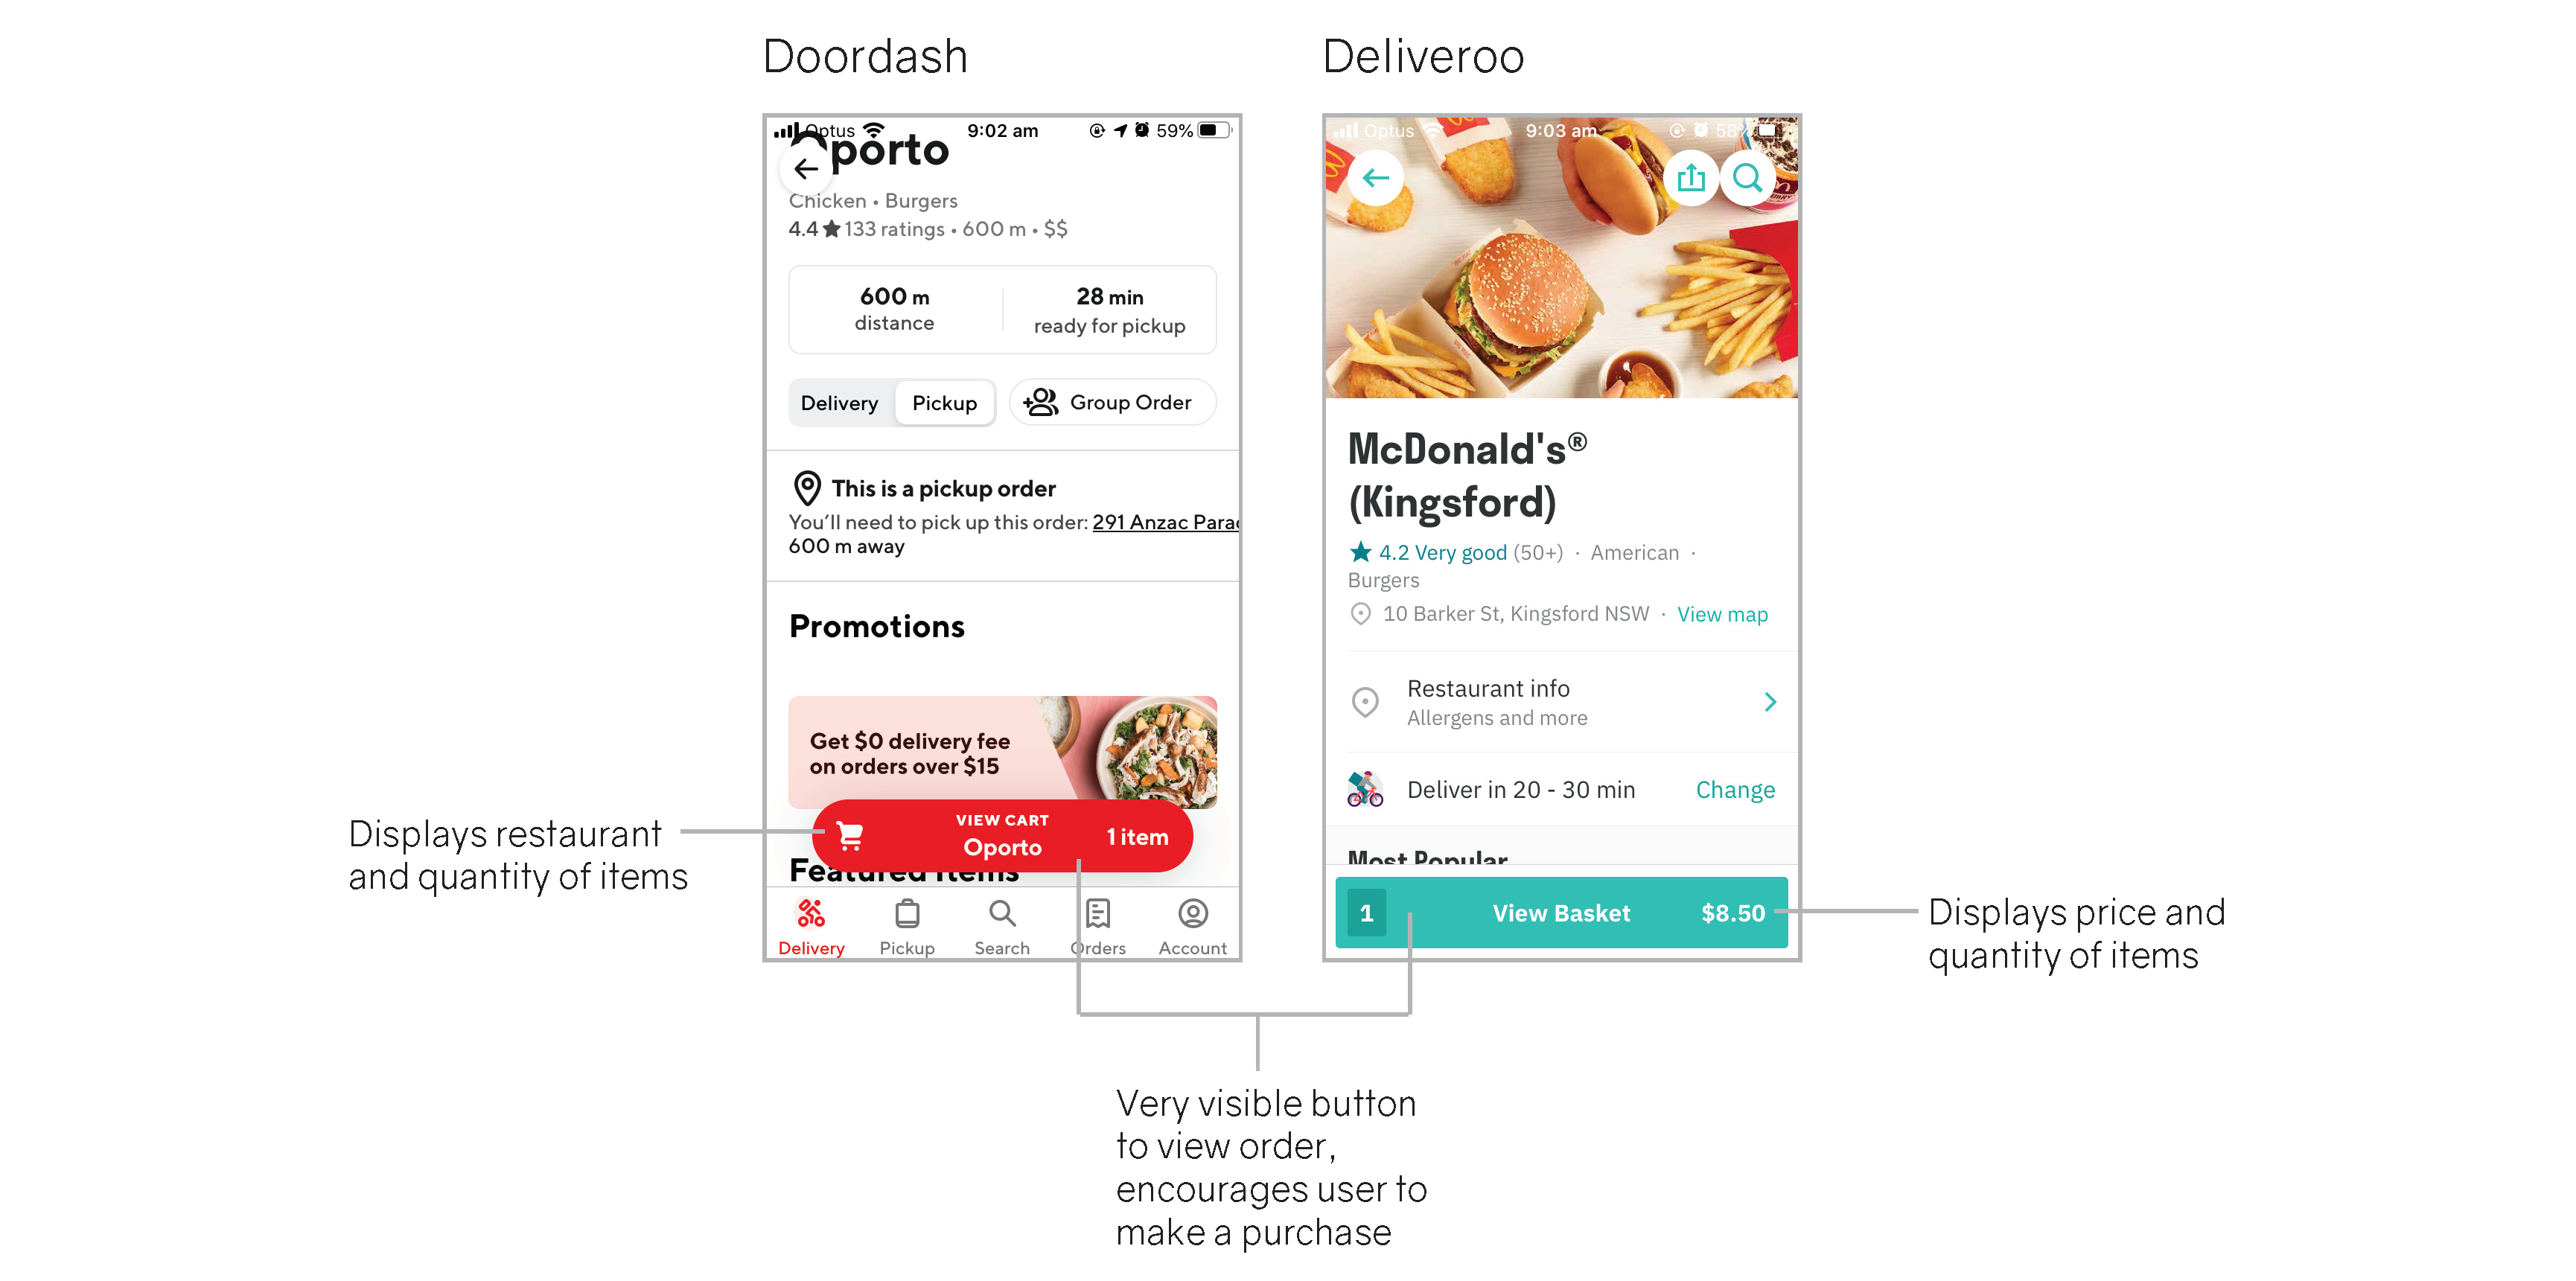 Doordash
Optus 9:02 am 59%
Oporto
Chicken • Burgers
4.4 ★ 133 ratings • 600 m • $$
600 m
distance
28 min
ready for pickup
Delivery Pickup Group Order
This is a pickup order
You'll need to pick up this order: 291 Anzac Parad
600 m away
Promotions
Get $0 delivery fee
on orders over $15
VIEW CART
Oporto
1 item
Featured Items
Delivery Pickup Search Orders Account
Deliveroo
Optus 9:03 am 58%
McDonald's®
(Kingsford)
★ 4.2 Very good (50+) · American ·
Burgers
10 Barker St, Kingsford NSW · View map
Restaurant info
Allergens and more
Deliver in 20 - 30 min Change
Most Popular
1 View Basket $8.50
Displays restaurant
and quantity of items
Displays price and
quantity of items
Very visible button
to view order,
encourages user to
make a purchase